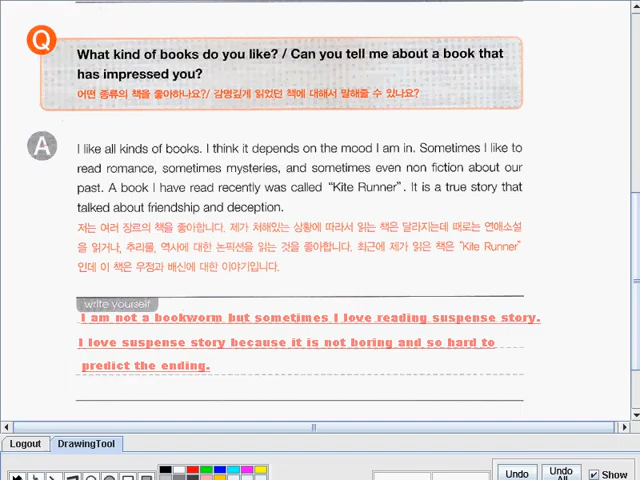 Q
What kind of books do you like? / Can you tell me about a book that
has impressed you?
어떤 종류의 책을 좋아하나요?/ 감명깊게 읽었던 책에 대해서 말해줄 수 있나요?
A
I like all kinds of books. I think it depends on the mood I am in. Sometimes I like to
read romance, sometimes mysteries, and sometimes even non fiction about our
past. A book I have read recently was called “Kite Runner”. It is a true story that
talked about friendship and deception.
저는 여러 장르의 책을 좋아합니다. 제가 처해있는 상황에 따라서 읽는 책은 달라지는데 때로는 연애소설
을 읽거나, 추리물, 역사에 대한 논픽션을 읽는 것을 좋아합니다. 최근에 제가 읽은 책은 “Kite Runner”
인데 이 책은 우정과 배신에 대한 이야기입니다.
write yourself
I am not a bookworm but sometimes I love reading suspense story.
I love suspense story because it is not boring and so hard to
predict the ending.
Logout
DrawingTool
Undo
Undo
All
Show